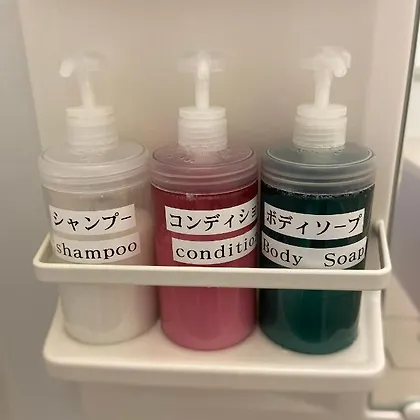 シャンプー
shampoo
コンディショ
conditio
ボディソープ
Body Soap